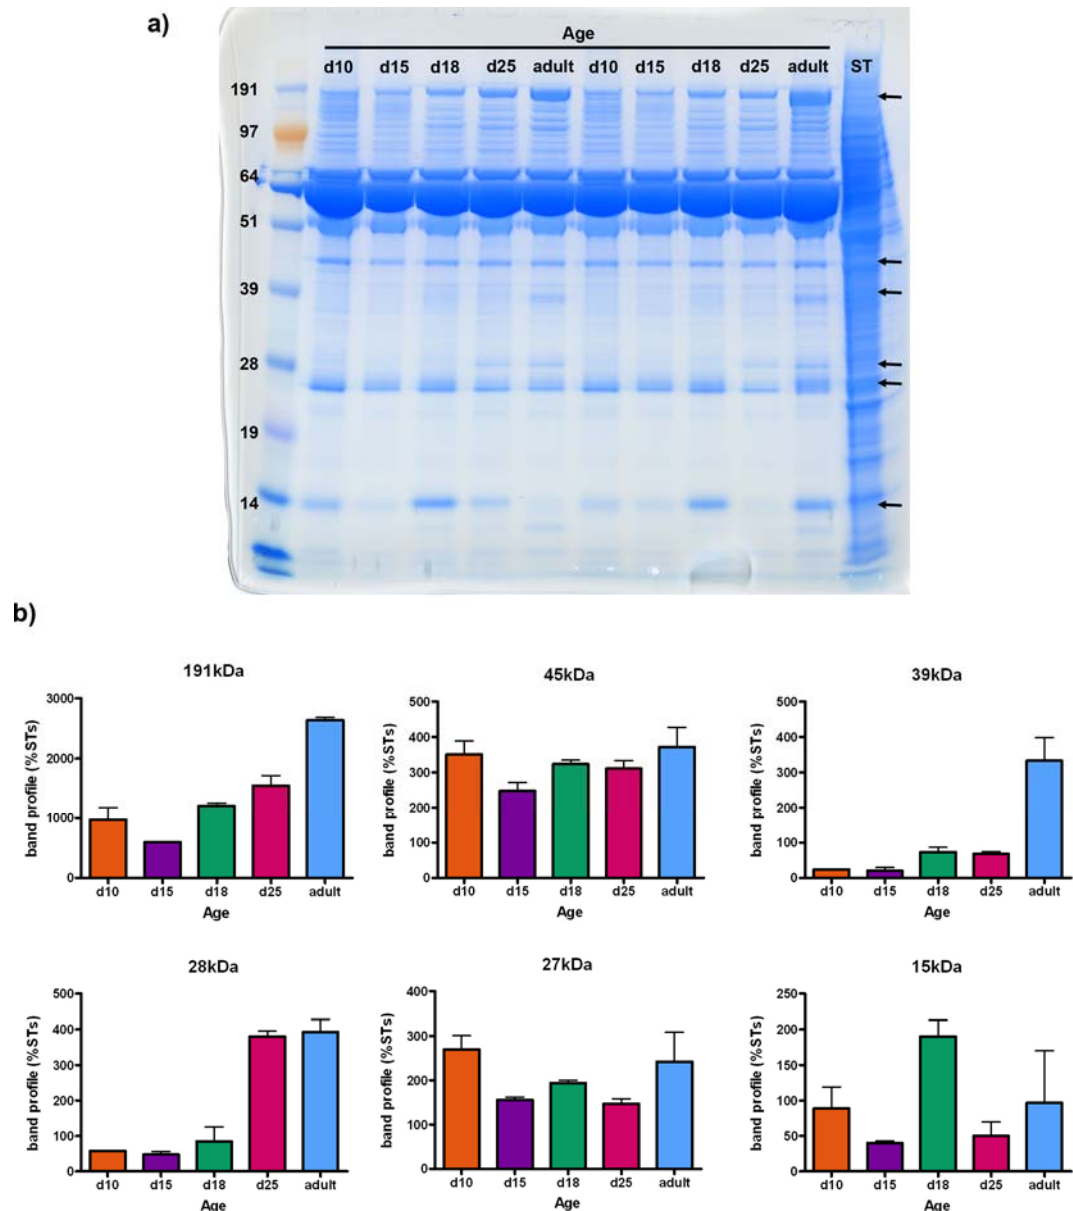 a)
Age
d10 d15 d18 d25 adult d10 d15 d18 d25 adult ST
191
97
64
51
39
28
19
14
b)
191kDa
3000
2000
1000
0
band profile (%STs)
d10 d15 d18 d25 adult
Age
45kDa
500
400
300
200
100
0
band profile (%STs)
d10 d15 d18 d25 adult
Age
39kDa
500
400
300
200
100
0
band profile (%STs)
d10 d15 d18 d25 adult
Age
28kDa
500
400
300
200
100
0
band profile (%STs)
d10 d15 d18 d25 adult
Age
27kDa
400
300
200
100
0
band profile (%STs)
d10 d15 d18 d25 adult
Age
15kDa
250
200
150
100
50
0
band profile (%STs)
d10 d15 d18 d25 adult
Age